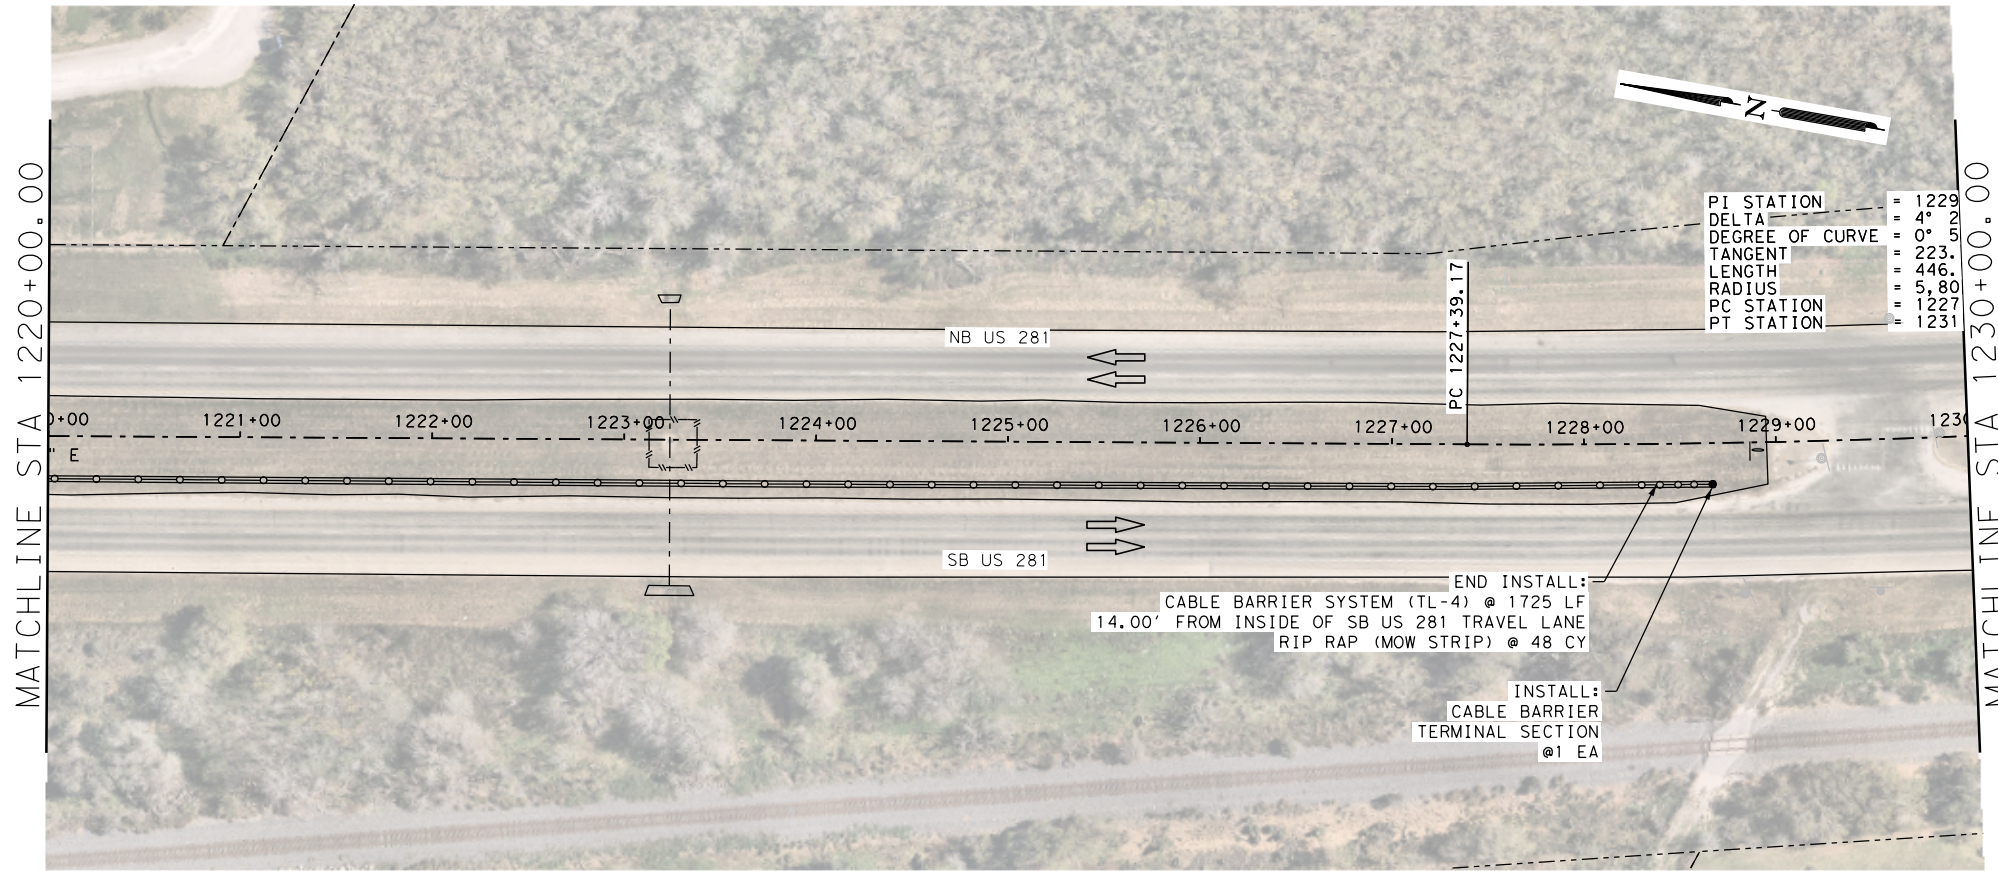 MATCHLINE STA 1220+00.00
N
PI STATION = 1229
DELTA = 4° 2
DEGREE OF CURVE = 0° 5
TANGENT = 223.
LENGTH = 446.
RADIUS = 5,80
PC STATION = 1227
PT STATION = 1231
MATCHLINE STA 1230+00.00
PC 1227+39.17
NB US 281
0+00 1221+00 1222+00 1223+00 1224+00 1225+00 1226+00 1227+00 1228+00 1229+00 1230
" E
SB US 281
END INSTALL:
CABLE BARRIER SYSTEM (TL-4) @ 1725 LF
14.00' FROM INSIDE OF SB US 281 TRAVEL LANE
RIP RAP (MOW STRIP) @ 48 CY
INSTALL:
CABLE BARRIER
TERMINAL SECTION
@1 EA